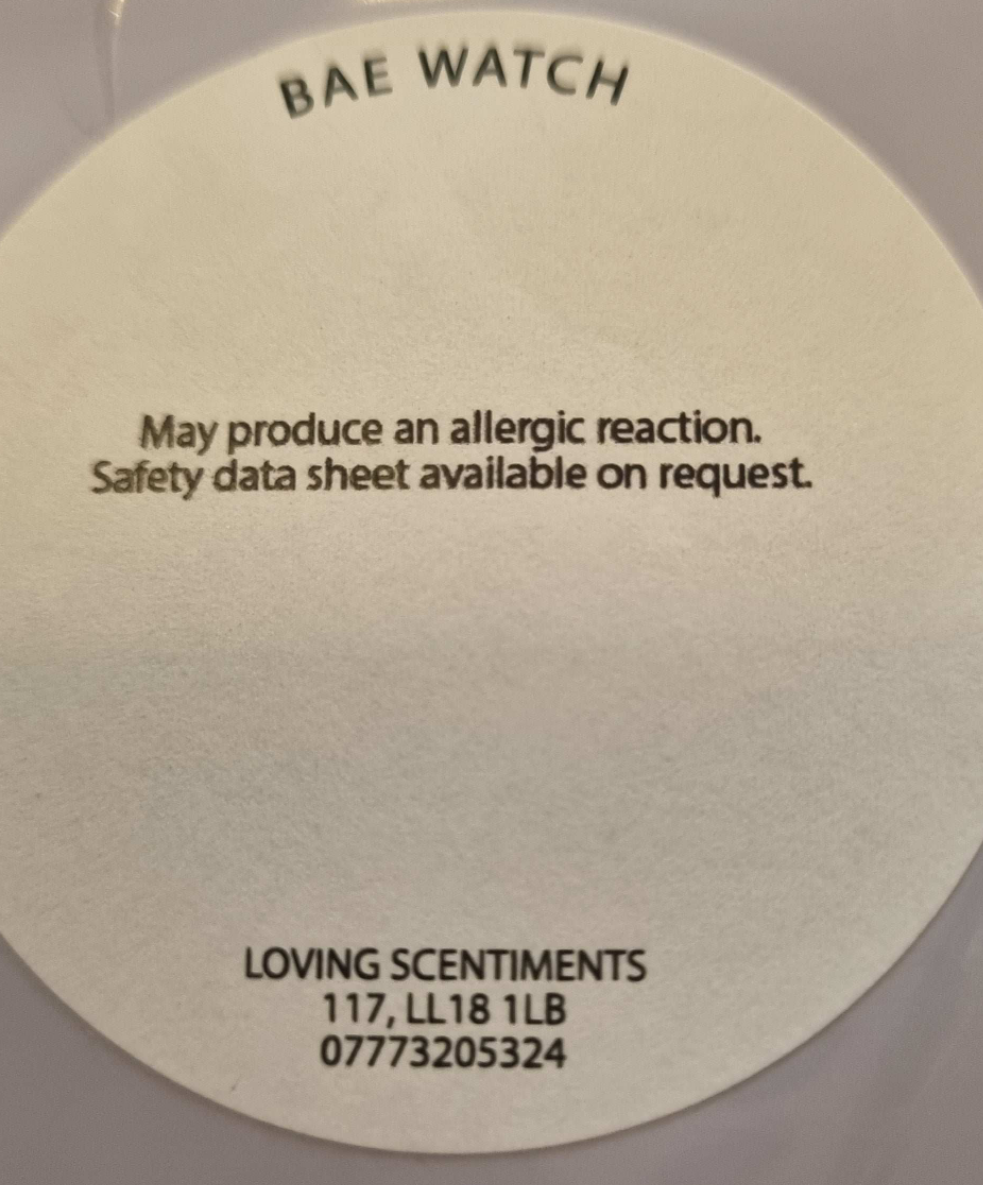 BAE WATCH
May produce an allergic reaction.
Safety data sheet available on request.
LOVING SCENTIMENTS
117, LL18 1LB
07773205324